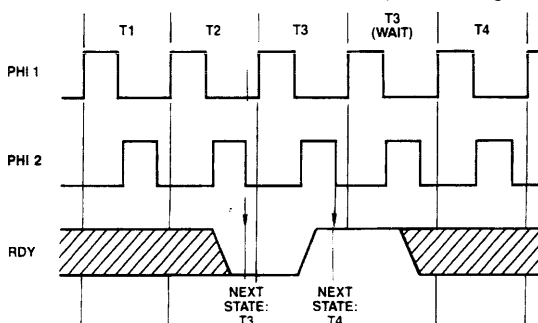 T1 T2 T3 T3 T4
(WAIT)
PHI 1
PHI 2
RDY
NEXT NEXT
STATE: STATE:
T3 T4